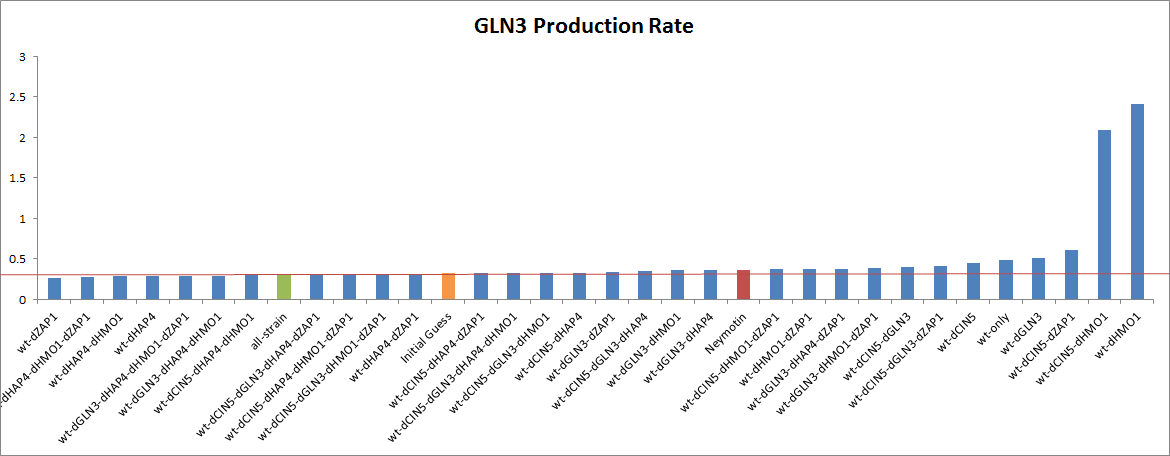 GLN3 Production Rate
3
2.5
2
1.5
1
0.5
0
wt-dZAP1
-dHAP4-dHMO1-dZAP1
wt-dHAP4-dHMO1
wt-dHAP4
wt-dGLN3-dHAP4-dHMO1-dZAP1
wt-dGLN3-dHAP4-dHMO1
wt-dCIN5-dHAP4-dHMO1
all-strain
wt-dCIN5-dGLN3-dHAP4-dZAP1
wt-dCIN5-dHAP4-dHMO1-dZAP1
wt-dCIN5-dGLN3-dHMO1-dZAP1
wt-dHAP4-dZAP1
Initial Guess
wt-dCIN5-dHAP4-dZAP1
wt-dCIN5-dGLN3-dHAP4-dHMO1
wt-dCIN5-dGLN3-dHMO1
wt-dCIN5-dHAP4
wt-dGLN3-dZAP1
wt-dCIN5-dGLN3-dHAP4
wt-dGLN3-dHMO1
wt-dGLN3-dHAP4
Neymotin
wt-dCIN5-dHMO1-dZAP1
wt-dHMO1-dZAP1
wt-dGLN3-dHAP4-dZAP1
wt-dGLN3-dHMO1-dZAP1
wt-dCIN5-dGLN3
wt-dCIN5-dGLN3-dZAP1
wt-dCIN5
wt-only
wt-dGLN3
wt-dCIN5-dZAP1
wt-dCIN5-dHMO1
wt-dHMO1